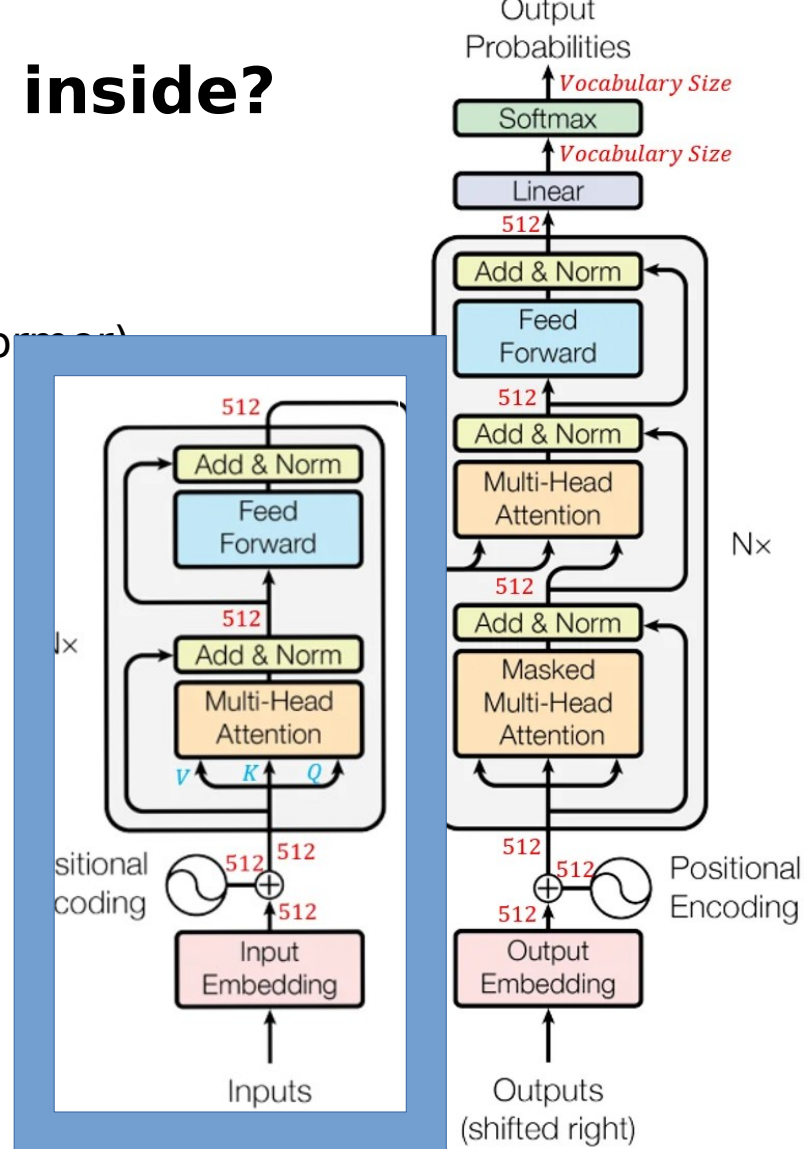 inside?
Output
Probabilities
Vocabulary Size
Softmax
Vocabulary Size
Linear
512
Add & Norm
Feed
Forward
512
Add & Norm
Multi-Head
Attention
N×
512
Add & Norm
Masked
Multi-Head
Attention
512
512
Positional
Encoding
512
Output
Embedding
Outputs
(shifted right)
512
Add & Norm
Feed
Forward
512
Add & Norm
Multi-Head
Attention
V K Q
512
512
sitional
coding
512
Input
Embedding
Inputs